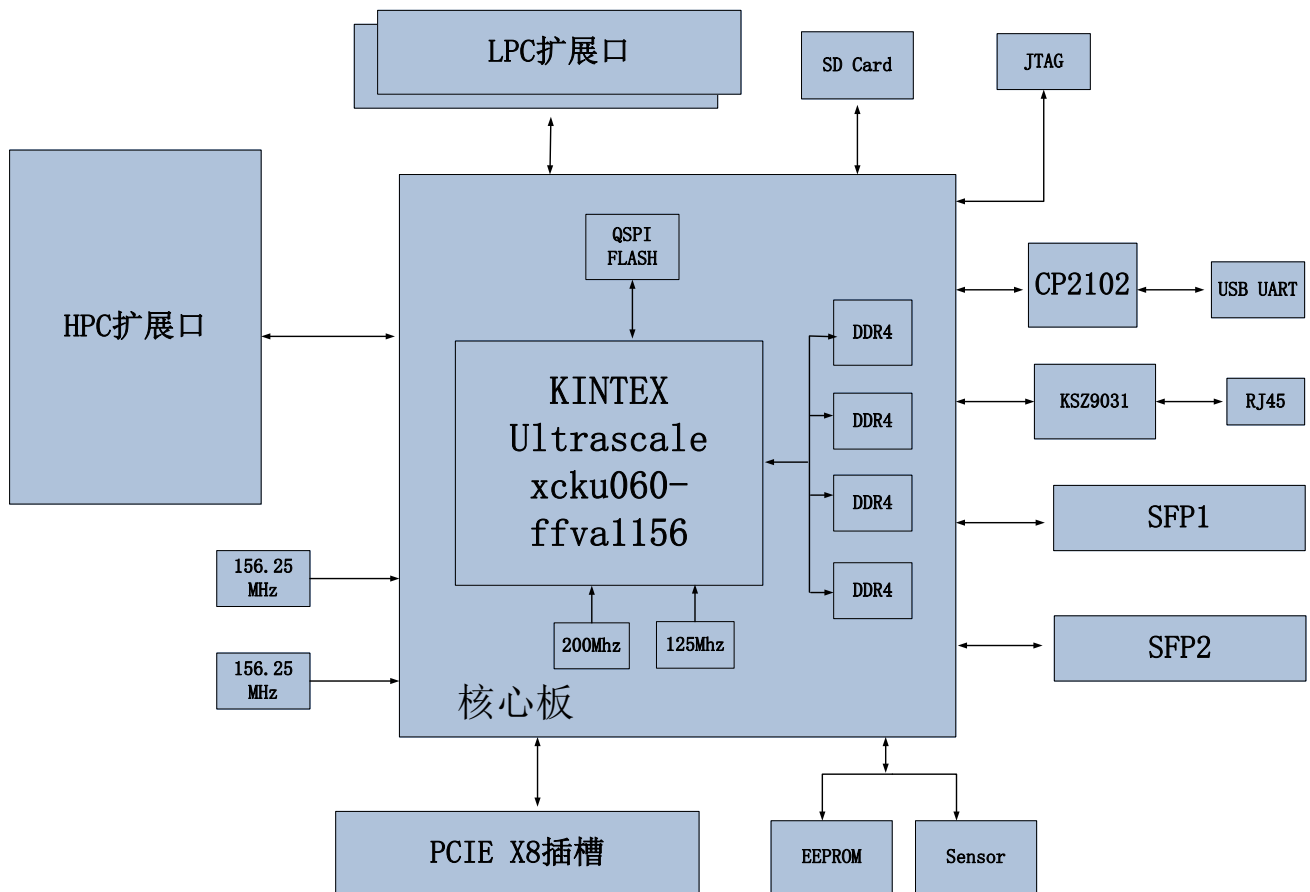 LPC扩展口
SD Card
JTAG
HPC扩展口
QSPI
FLASH
CP2102
USB UART
DDR4
KINTEX
Ultrascale
xcku060-
ffva1156
DDR4
KSZ9031
RJ45
DDR4
SFP1
156.25
MHz
DDR4
200Mhz
125Mhz
SFP2
156.25
MHz
核心板
PCIE X8插槽
EEPROM
Sensor